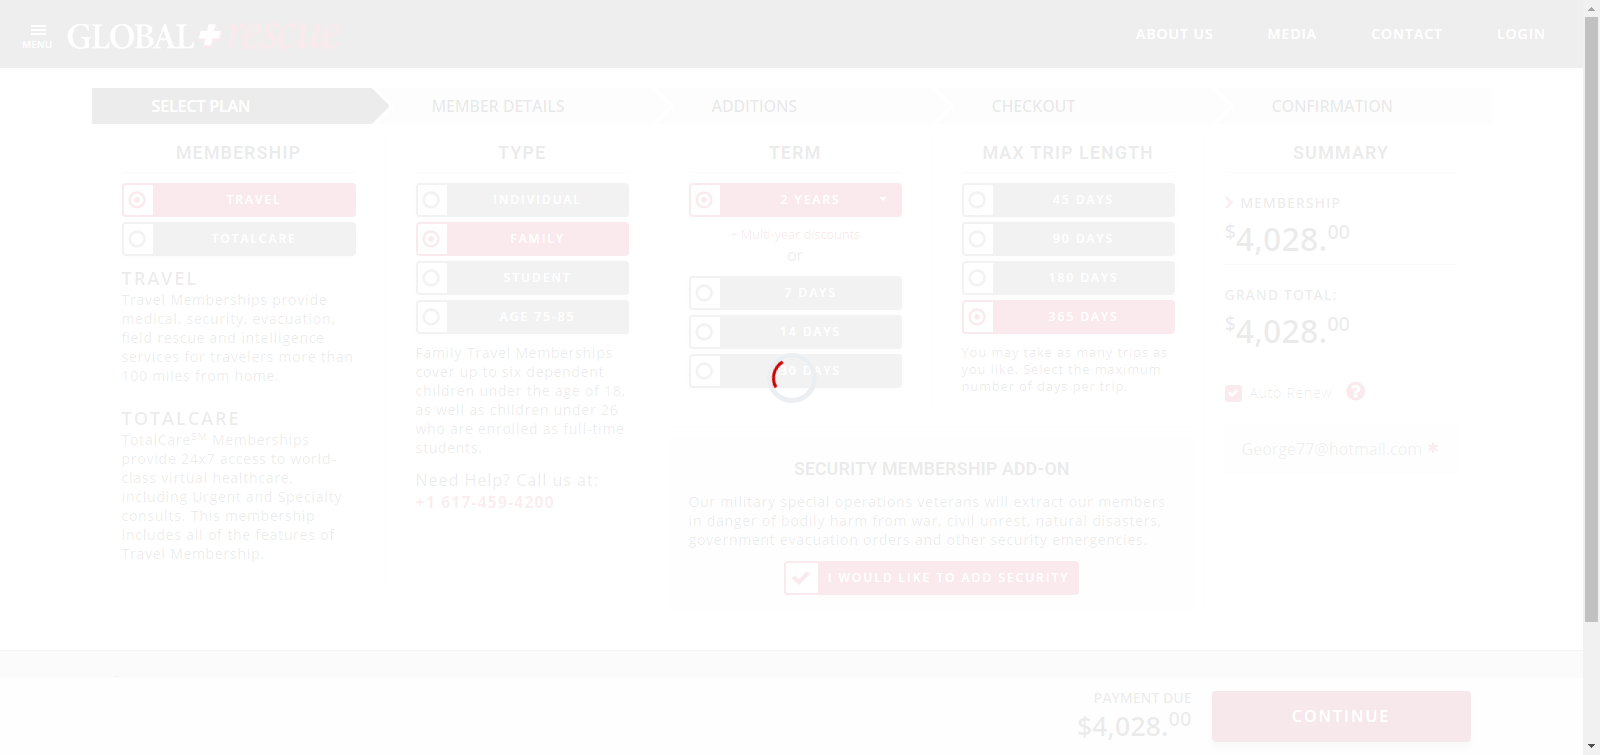 MENU
GLOBAL rescue
ABOUT US
MEDIA
CONTACT
LOGIN
SELECT PLAN
MEMBER DETAILS
ADDITIONS
CHECKOUT
CONFIRMATION
MEMBERSHIP
TRAVEL
TOTALCARE
TRAVEL
Travel Memberships provide
medical, security, evacuation,
field rescue and intelligence
services for travelers more than
100 miles from home.
TOTALCARE
TotalCareSM Memberships
provide 24x7 access to world-
class virtual healthcare,
including Urgent and Specialty
consults. This membership
includes all of the features of
Travel Membership.
TYPE
INDIVIDUAL
FAMILY
STUDENT
AGE 75-85
Family Travel Memberships
cover up to six dependent
children under the age of 18,
as well as children under 26
who are enrolled as full-time
students.
Need Help? Call us at:
+1 617-459-4200
TERM
2 YEARS
+ Multi-year discounts
or
7 DAYS
14 DAYS
30 DAYS
MAX TRIP LENGTH
45 DAYS
90 DAYS
180 DAYS
365 DAYS
You may take as many trips as
you like. Select the maximum
number of days per trip.
SECURITY MEMBERSHIP ADD-ON
Our military special operations veterans will extract our members
in danger of bodily harm from war, civil unrest, natural disasters,
government evacuation orders and other security emergencies.
I WOULD LIKE TO ADD SECURITY
SUMMARY
MEMBERSHIP
$4,028.00
GRAND TOTAL:
$4,028.00
Auto Renew ?
George77@hotmail.com *
PAYMENT DUE
$4,028.00
CONTINUE